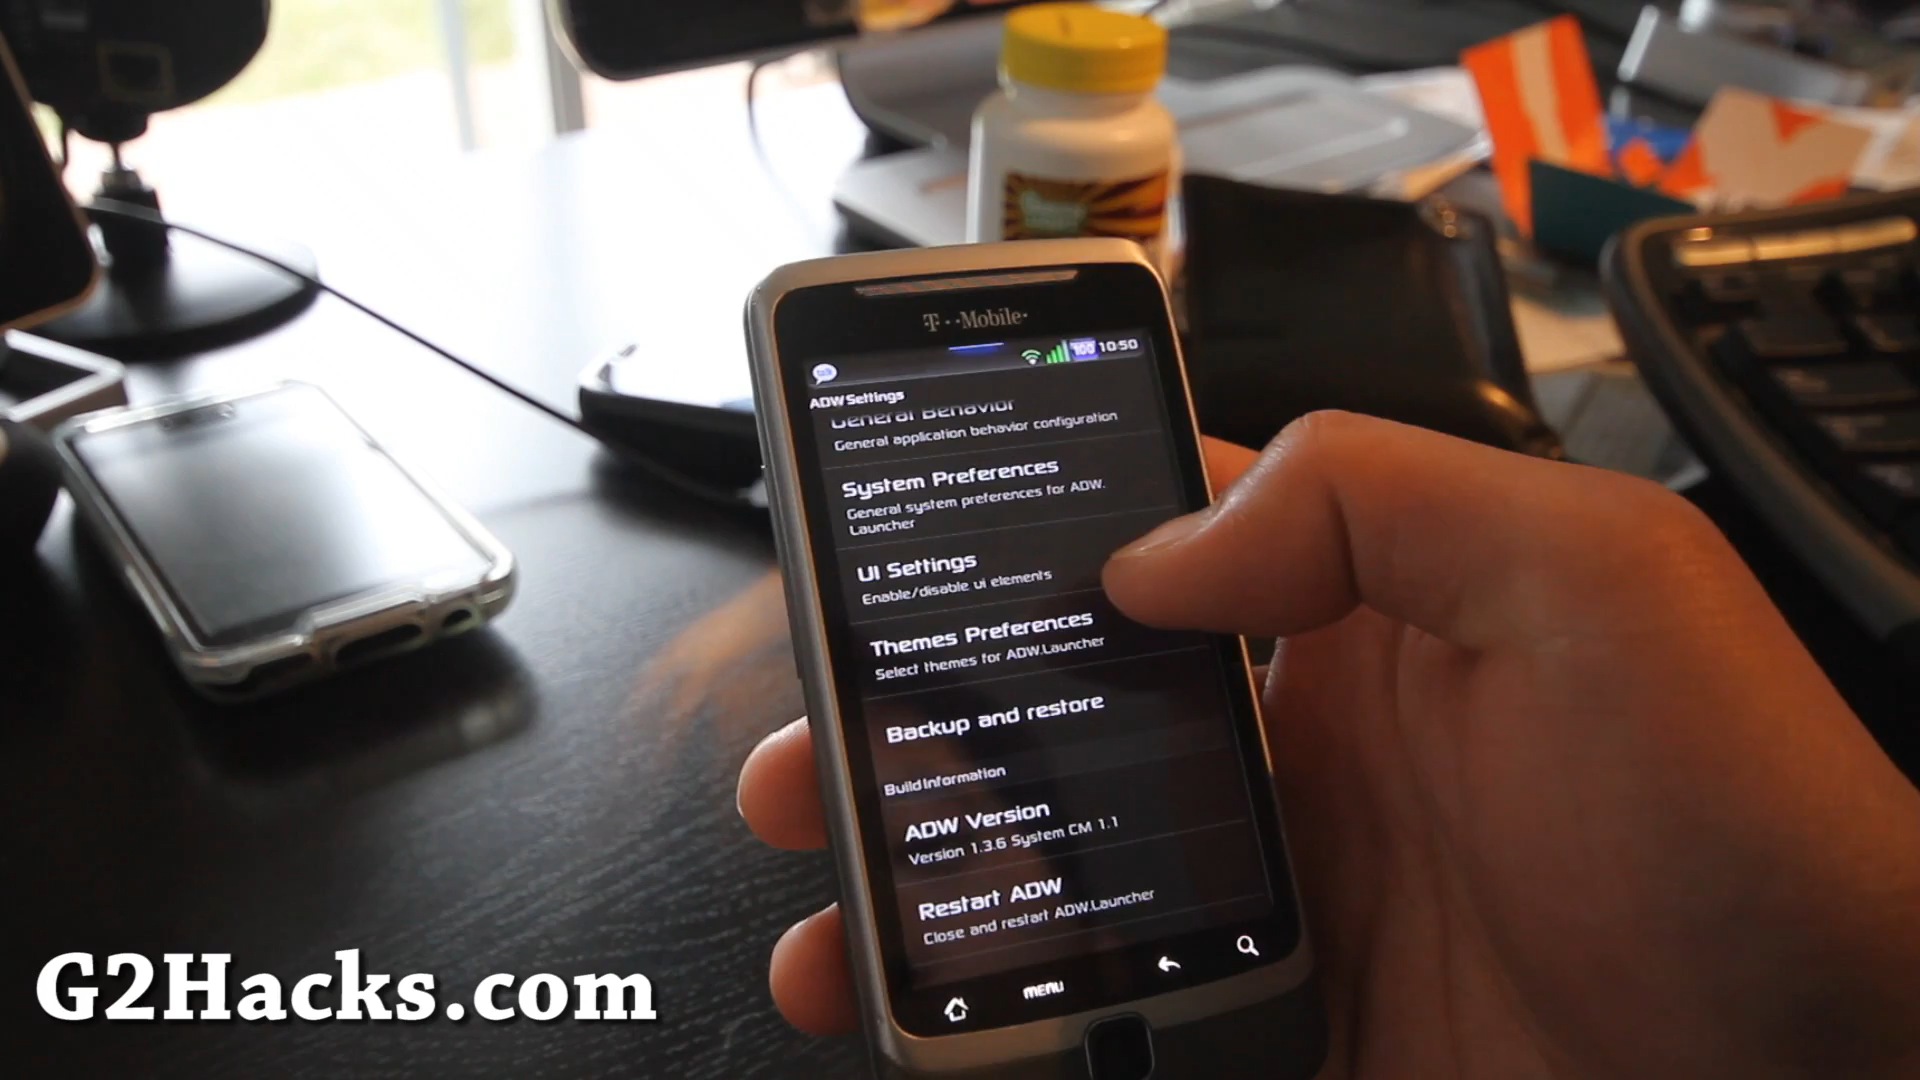 T··Mobile·
talk
100 10:50
ADW Settings
General Behavior
General application behavior configuration
System Preferences
General system preferences for ADW.
Launcher
UI Settings
Enable/disable ui elements
Themes Preferences
Select themes for ADW.Launcher
Backup and restore
Build Information
ADW Version
Version 1.3.6 System CM 1.1
Restart ADW
Close and restart ADW.Launcher
MENU
G2Hacks.com